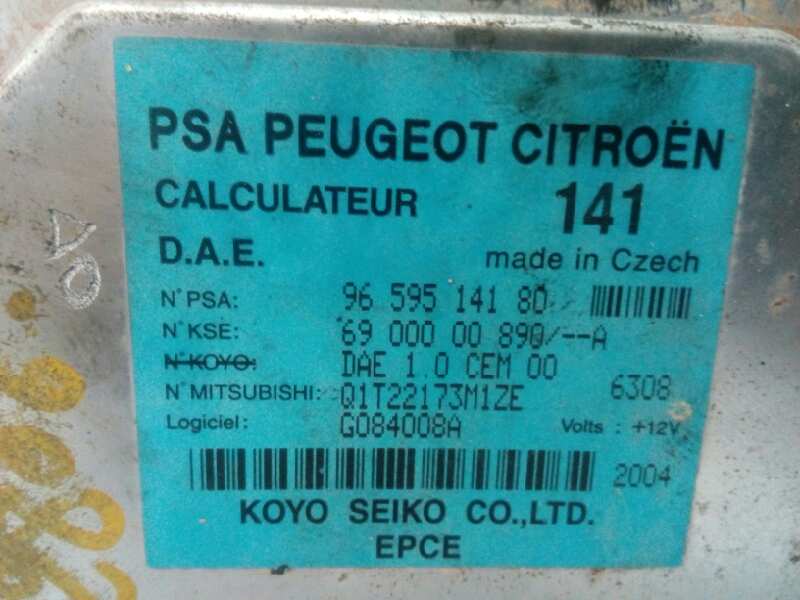 PSA PEUGEOT CITROËN
CALCULATEUR 141
D.A.E. made in Czech
N° PSA: 96 595 141 80
N° KSE: 69 000 00 890/--A
N° KOYO: DAE 1.0 CEM 00
N° MITSUBISHI: Q1T22173M1ZE 6308
Logiciel: G084008A Volts : +12V
2004
KOYO SEIKO CO.,LTD.
EPCE